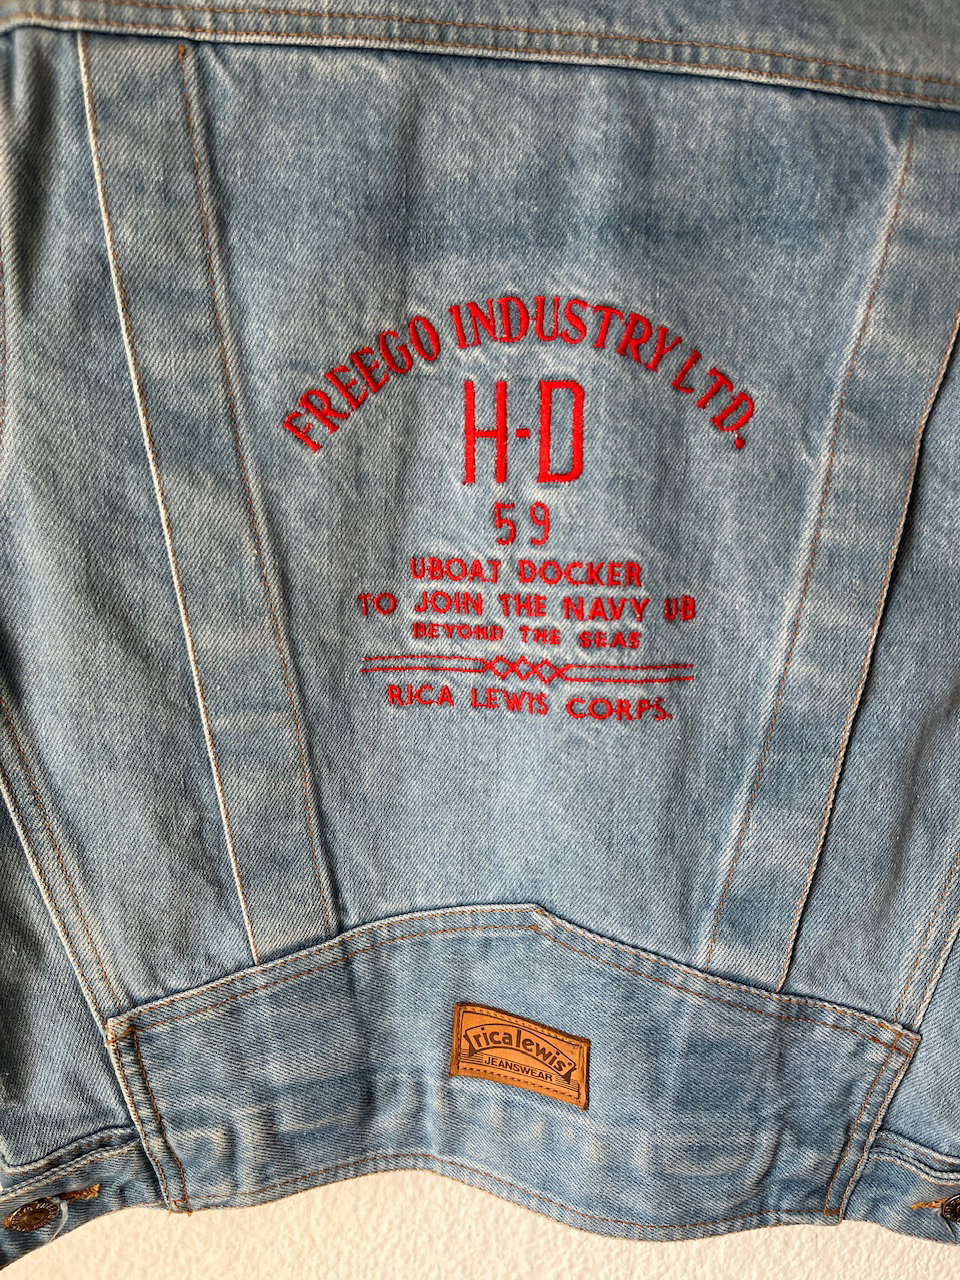 FREEGO INDUSTRY LTD.
H-D
59
UBOAT DOCKER
TO JOIN THE NAVY UB
BEYOND THE SEAS
RICA LEWIS CORPS.
ricalewis
JEANSWEAR